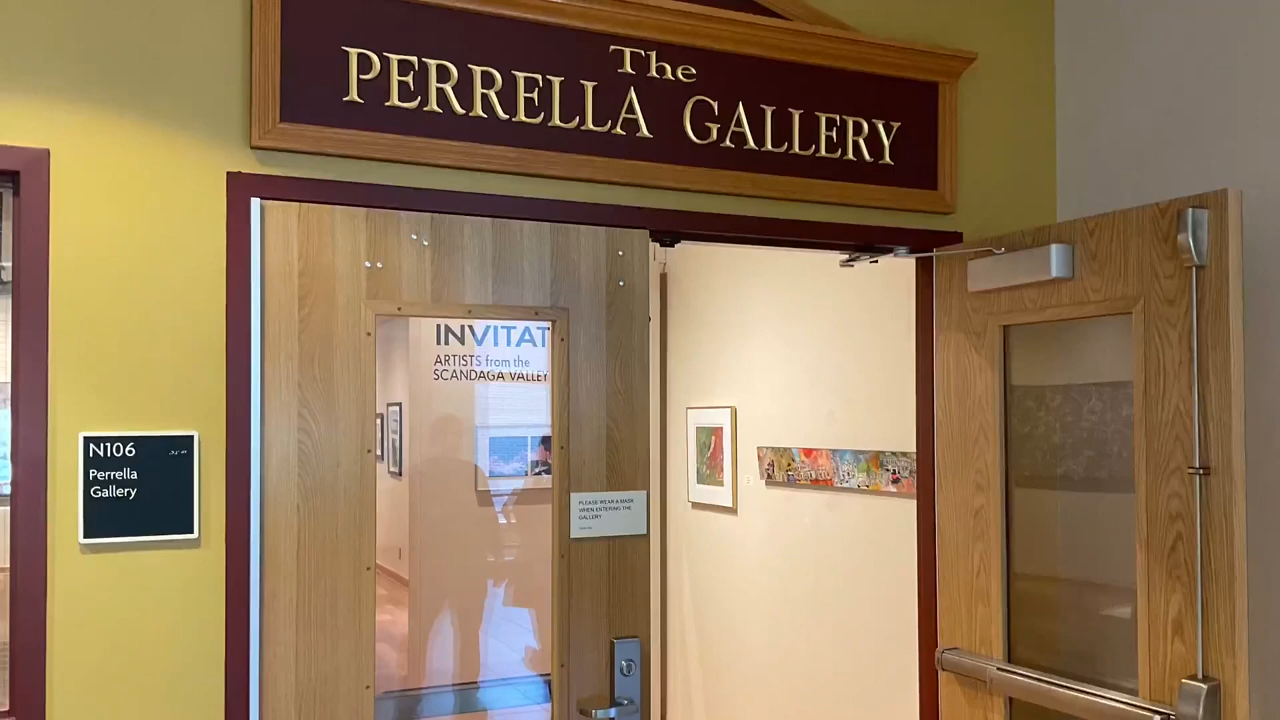 The
PERRELLA GALLERY
INVITAT
ARTISTS from the
SCANDAGA VALLEY
N106
Perrella
Gallery
PLEASE WEAR A MASK
WHEN ENTERING THE
GALLERY